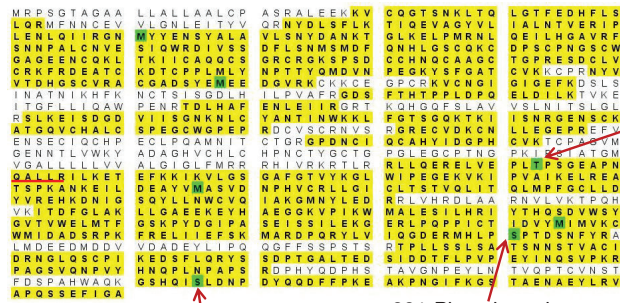 MRPSGTAGAA LLALLAALCP ASRALEEKKV CQGTSNKLTQ LGTFEDHFLS
LQRMFNNCEV VLGNLEITYV QRNYDLSFLK TIQEVAGYVL IALNTVERIP
LENLQIIRGN MYYENSYALA VLSNYDANKT GLKELPMRNL QEILHGAVRF
SNNPALCNVE SIQWRDIVSS DFLSNMSMDF QNHLGSCQKC DPSCPNGSCW
GAGEENCQKL TKIICAQQCS GRCRGKSPSD CCHNQCAAGC TGPRESDCLV
CRKFRDEATC KDTCPPLMLY NPTTYQMDVN PEGKYSFGAT CVKKCPRNYV
VTDHGSCVRA CGADSYEMEE DGVRKCKKCE GPCRKVCNGI GIGEFKDSLS
INATNIKHFK NCTSISGDLH ILPVAFRGDS FTHTPPLDPQ ELDILKTVKE
ITGFLLIQAW PENRTDLHAF ENLEIIRGRT KQHGQFSLAV VSLNITSLGL
RSLKEISDGD VIISGNKNLC YANTINWKKL FGTSGQKTKI ISNRGENSCK
ATGQVCHALC SPEGCWGPEP RDCVSCRNVS RGRECVDKCN LLEGEPREFV
ENSECIQCHP ECLPQAMNIT CTGRGPDNCI QCAHYIDGPH CVKTCPAGVM
GENNTLVWKY ADAGHVCHLC HPNCTYGCTG PGLEGCPTNG PKIPSIATGM
VGALLLLLVV ALGIGLFMRR RHIVRKRTLR RLLQERELVE PLTPSGEAPN
QALLRILKET EFKKIKVLGS GAFGTVYKGL WIPEGEKVKI PVAIKELREA
TSPKANKEIL DEAYVMASVD NPHVCRLLGI CLTSTVQLIT QLMPFGCLLD
YVREHKDNIG SQYLLNWCVQ IAKGMNYLED RRLVHRDLAA RNVLVKTPQH
VKITDFGLAK LLGAEEKEYH AEGGKVPIKW MALESILHRI YTHQSDVWSY
GVTVWELMTF GSKPYDGIPA SEISSILEKG ERLPQPPICT IDVYMIMVKC
WMIDADSRPK FRELIIEFSK MARDPQRYLV IQGDERMHLP SPTDSNFYRA
LMDEEDMDDV VDADEYLIPQ QGFFSSPSTS RTPLLSSLSA TSNNSTVACI
DRNGLQSCPI KEDSFLQRYS SDPTGALTED SIDDTFLPVP EYINQSVPKR
PAGSVQNPVY HNQPLNPAPS RDPHYQDPHS TAVGNPEYLN TVQPTCVNST
FDSPAHWAQK GSHQISLDNP DYQQDFFPKE AKPNGIFKGS TAENAEYLRV
APQSSEFIGA